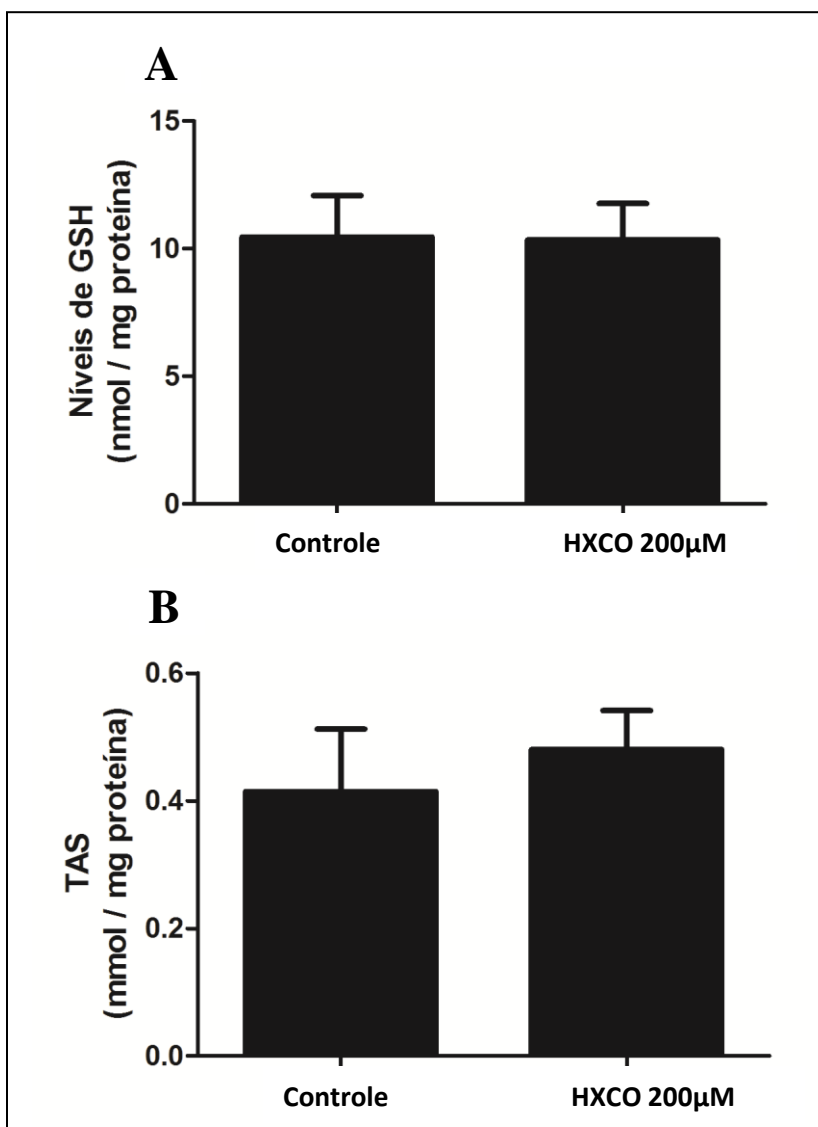 A
Níveis de GSH
(nmol / mg proteína)
15
10
5
0
Controle
HXCO 200µM
B
TAS
(mmol / mg proteína)
0.6
0.4
0.2
0.0
Controle
HXCO 200µM